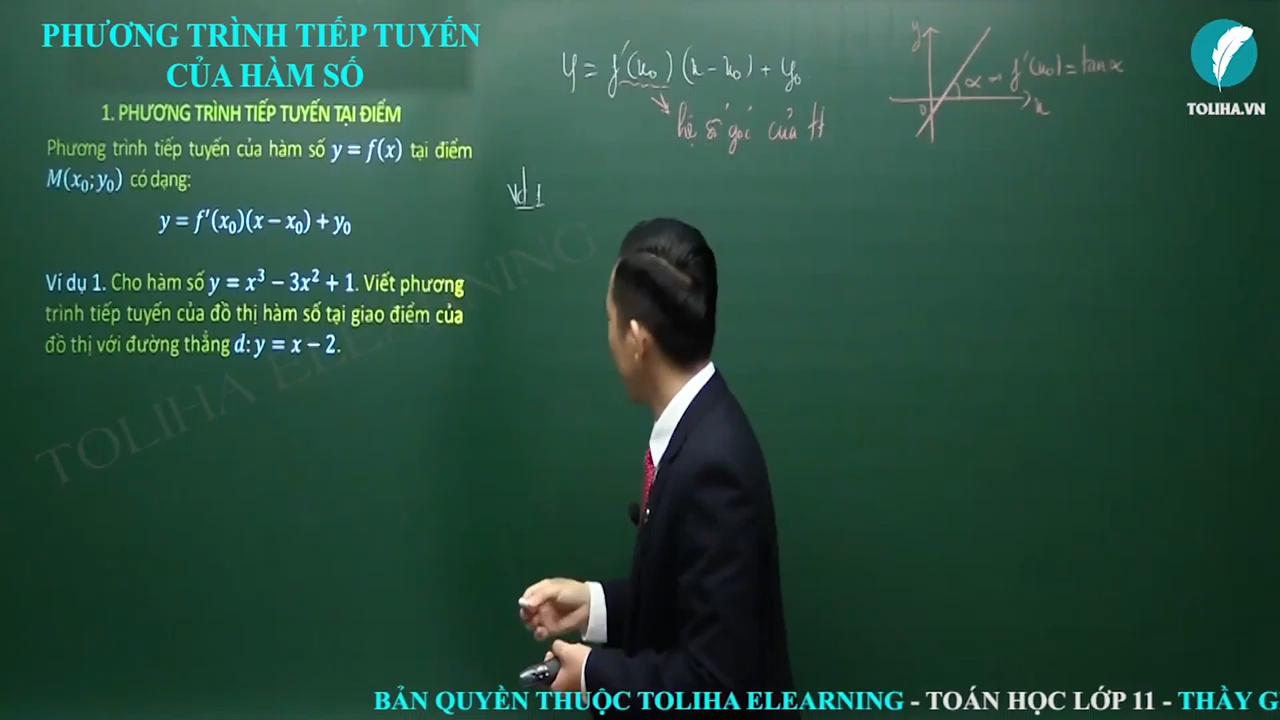 PHƯƠNG TRÌNH TIẾP TUYẾN
CỦA HÀM SỐ
1. PHƯƠNG TRÌNH TIẾP TUYẾN TẠI ĐIỂM
Phương trình tiếp tuyến của hàm số y = f(x) tại điểm
M(x₀; y₀) có dạng:
y = f′(x₀)(x − x₀) + y₀
Ví dụ 1. Cho hàm số y = x³ − 3x² + 1. Viết phương
trình tiếp tuyến của đồ thị hàm số tại giao điểm của
đồ thị với đường thẳng d: y = x − 2.
TOLIHA ELEARNING
y = f′(x₀)(x − x₀) + y₀
hệ số góc của tt
Vd 1
y
α → f′(x₀) = tan α
0
x
TOLIHA.VN
BẢN QUYỀN THUỘC TOLIHA ELEARNING - TOÁN HỌC LỚP 11 - THẦY G